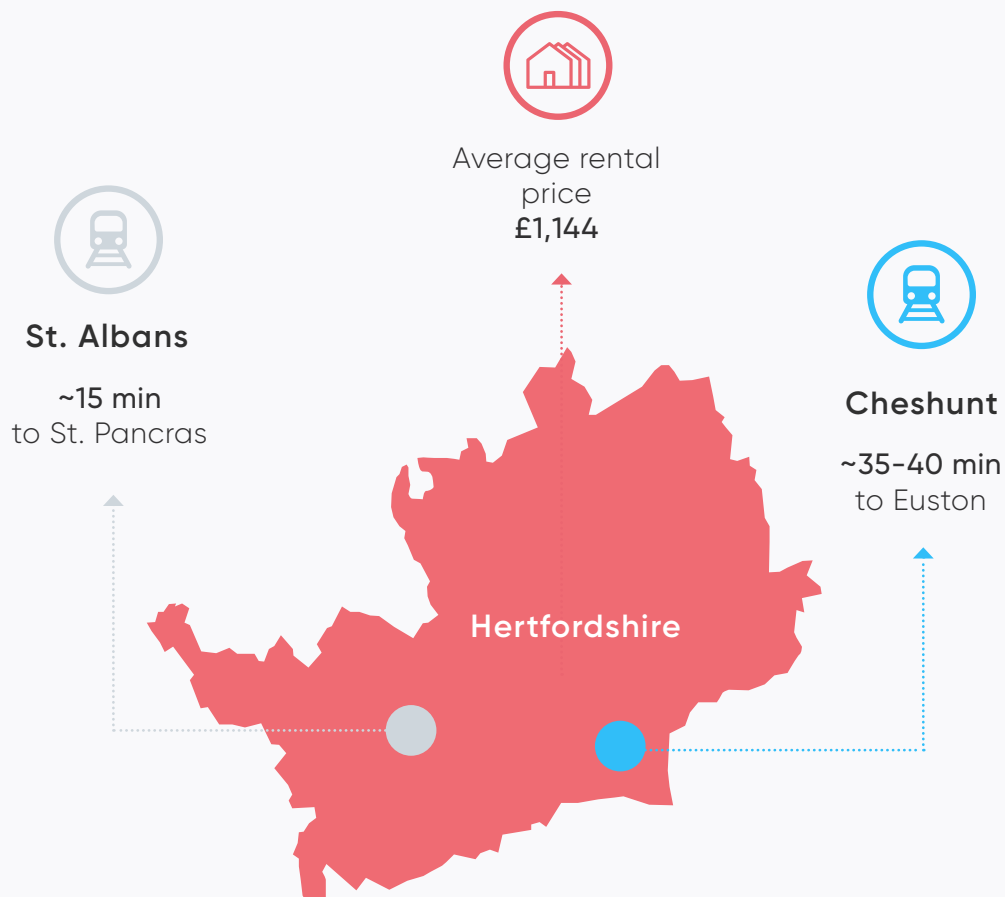 Average rental
price
£1,144
St. Albans
~15 min
to St. Pancras
Cheshunt
~35-40 min
to Euston
Hertfordshire